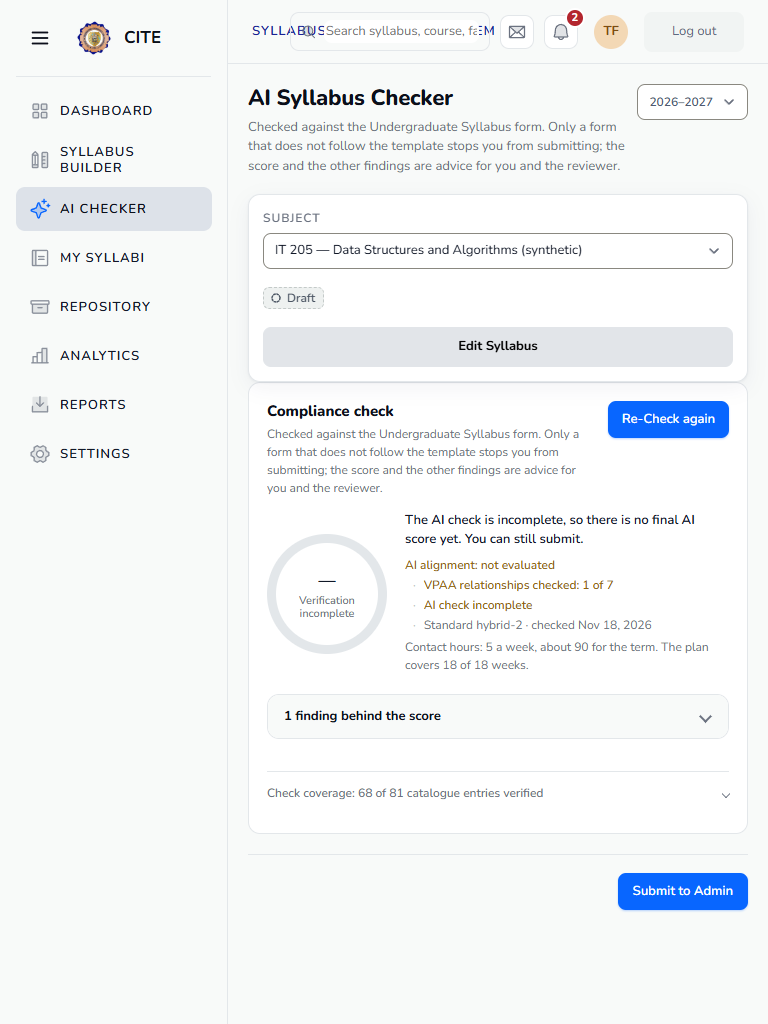 CITE
DASHBOARD
SYLLABUS
BUILDER
AI CHECKER
MY SYLLABI
REPOSITORY
ANALYTICS
REPORTS
SETTINGS
SYLLABUS
Search syllabus, course, fa
EM
2
TF
Log out
AI Syllabus Checker
2026–2027
Checked against the Undergraduate Syllabus form. Only a form
that does not follow the template stops you from submitting; the
score and the other findings are advice for you and the reviewer.
SUBJECT
IT 205 — Data Structures and Algorithms (synthetic)
Draft
Edit Syllabus
Compliance check
Re-Check again
Checked against the Undergraduate Syllabus form. Only a
form that does not follow the template stops you from
submitting; the score and the other findings are advice for
you and the reviewer.
—
Verification
incomplete
The AI check is incomplete, so there is no final AI
score yet. You can still submit.
AI alignment: not evaluated
· VPAA relationships checked: 1 of 7
· AI check incomplete
· Standard hybrid-2 · checked Nov 18, 2026
Contact hours: 5 a week, about 90 for the term. The plan
covers 18 of 18 weeks.
1 finding behind the score
Check coverage: 68 of 81 catalogue entries verified
Submit to Admin